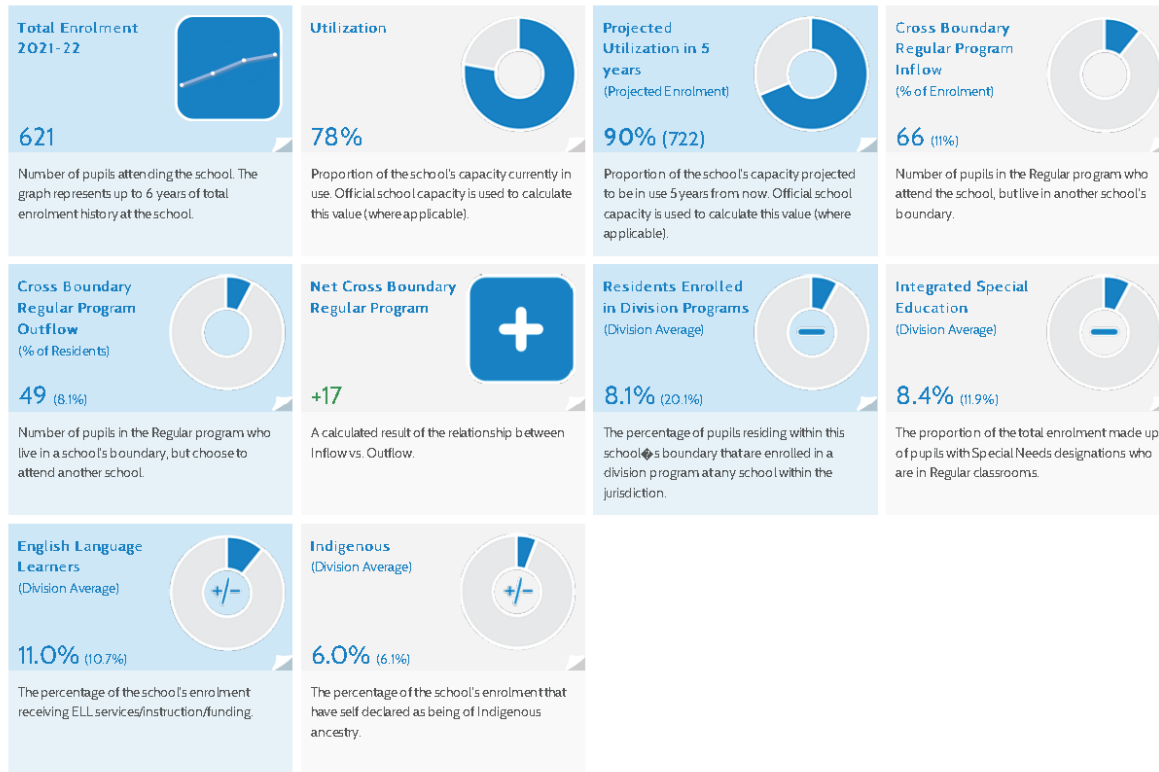 Total Enrolment
2021-22
621
Number of pupils attending the school. The
graph represents up to 6 years of total
enrolment history at the school.
Utilization
78%
Proportion of the school's capacity currently in
use. Official school capacity is used to calculate
this value (where applicable).
Projected
Utilization in 5
years
(Projected Enrolment)
90% (722)
Proportion of the school's capacity projected
to be in use 5 years from now. Official school
capacity is used to calculate this value (where
applicable).
Cross Boundary
Regular Program
Inflow
(% of Enrolment)
66 (11%)
Number of pupils in the Regular program who
attend the school, but live in another school's
boundary.
Cross Boundary
Regular Program
Outflow
(% of Residents)
49 (8.1%)
Number of pupils in the Regular program who
live in a school's boundary, but choose to
attend another school.
Net Cross Boundary
Regular Program
+
+17
A calculated result of the relationship between
Inflow vs. Outflow.
Residents Enrolled
in Division Programs
(Division Average)
−
8.1% (20.1%)
The percentage of pupils residing within this
school�s boundary that are enrolled in a
division program at any school within the
jurisdiction.
Integrated Special
Education
(Division Average)
−
8.4% (11.9%)
The proportion of the total enrolment made up
of pupils with Special Needs designations who
are in Regular classrooms.
English Language
Learners
(Division Average)
+/−
11.0% (10.7%)
The percentage of the school's enrolment
receiving ELL services/instruction/funding.
Indigenous
(Division Average)
+/−
6.0% (6.1%)
The percentage of the school's enrolment that
have self declared as being of Indigenous
ancestry.